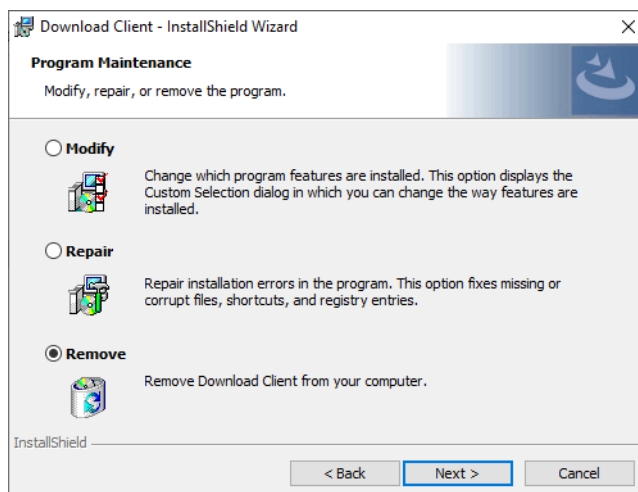 Download Client - InstallShield Wizard
Program Maintenance
Modify, repair, or remove the program.
Modify
Change which program features are installed. This option displays the
Custom Selection dialog in which you can change the way features are
installed.
Repair
Repair installation errors in the program. This option fixes missing or
corrupt files, shortcuts, and registry entries.
Remove
Remove Download Client from your computer.
InstallShield
< Back Next > Cancel